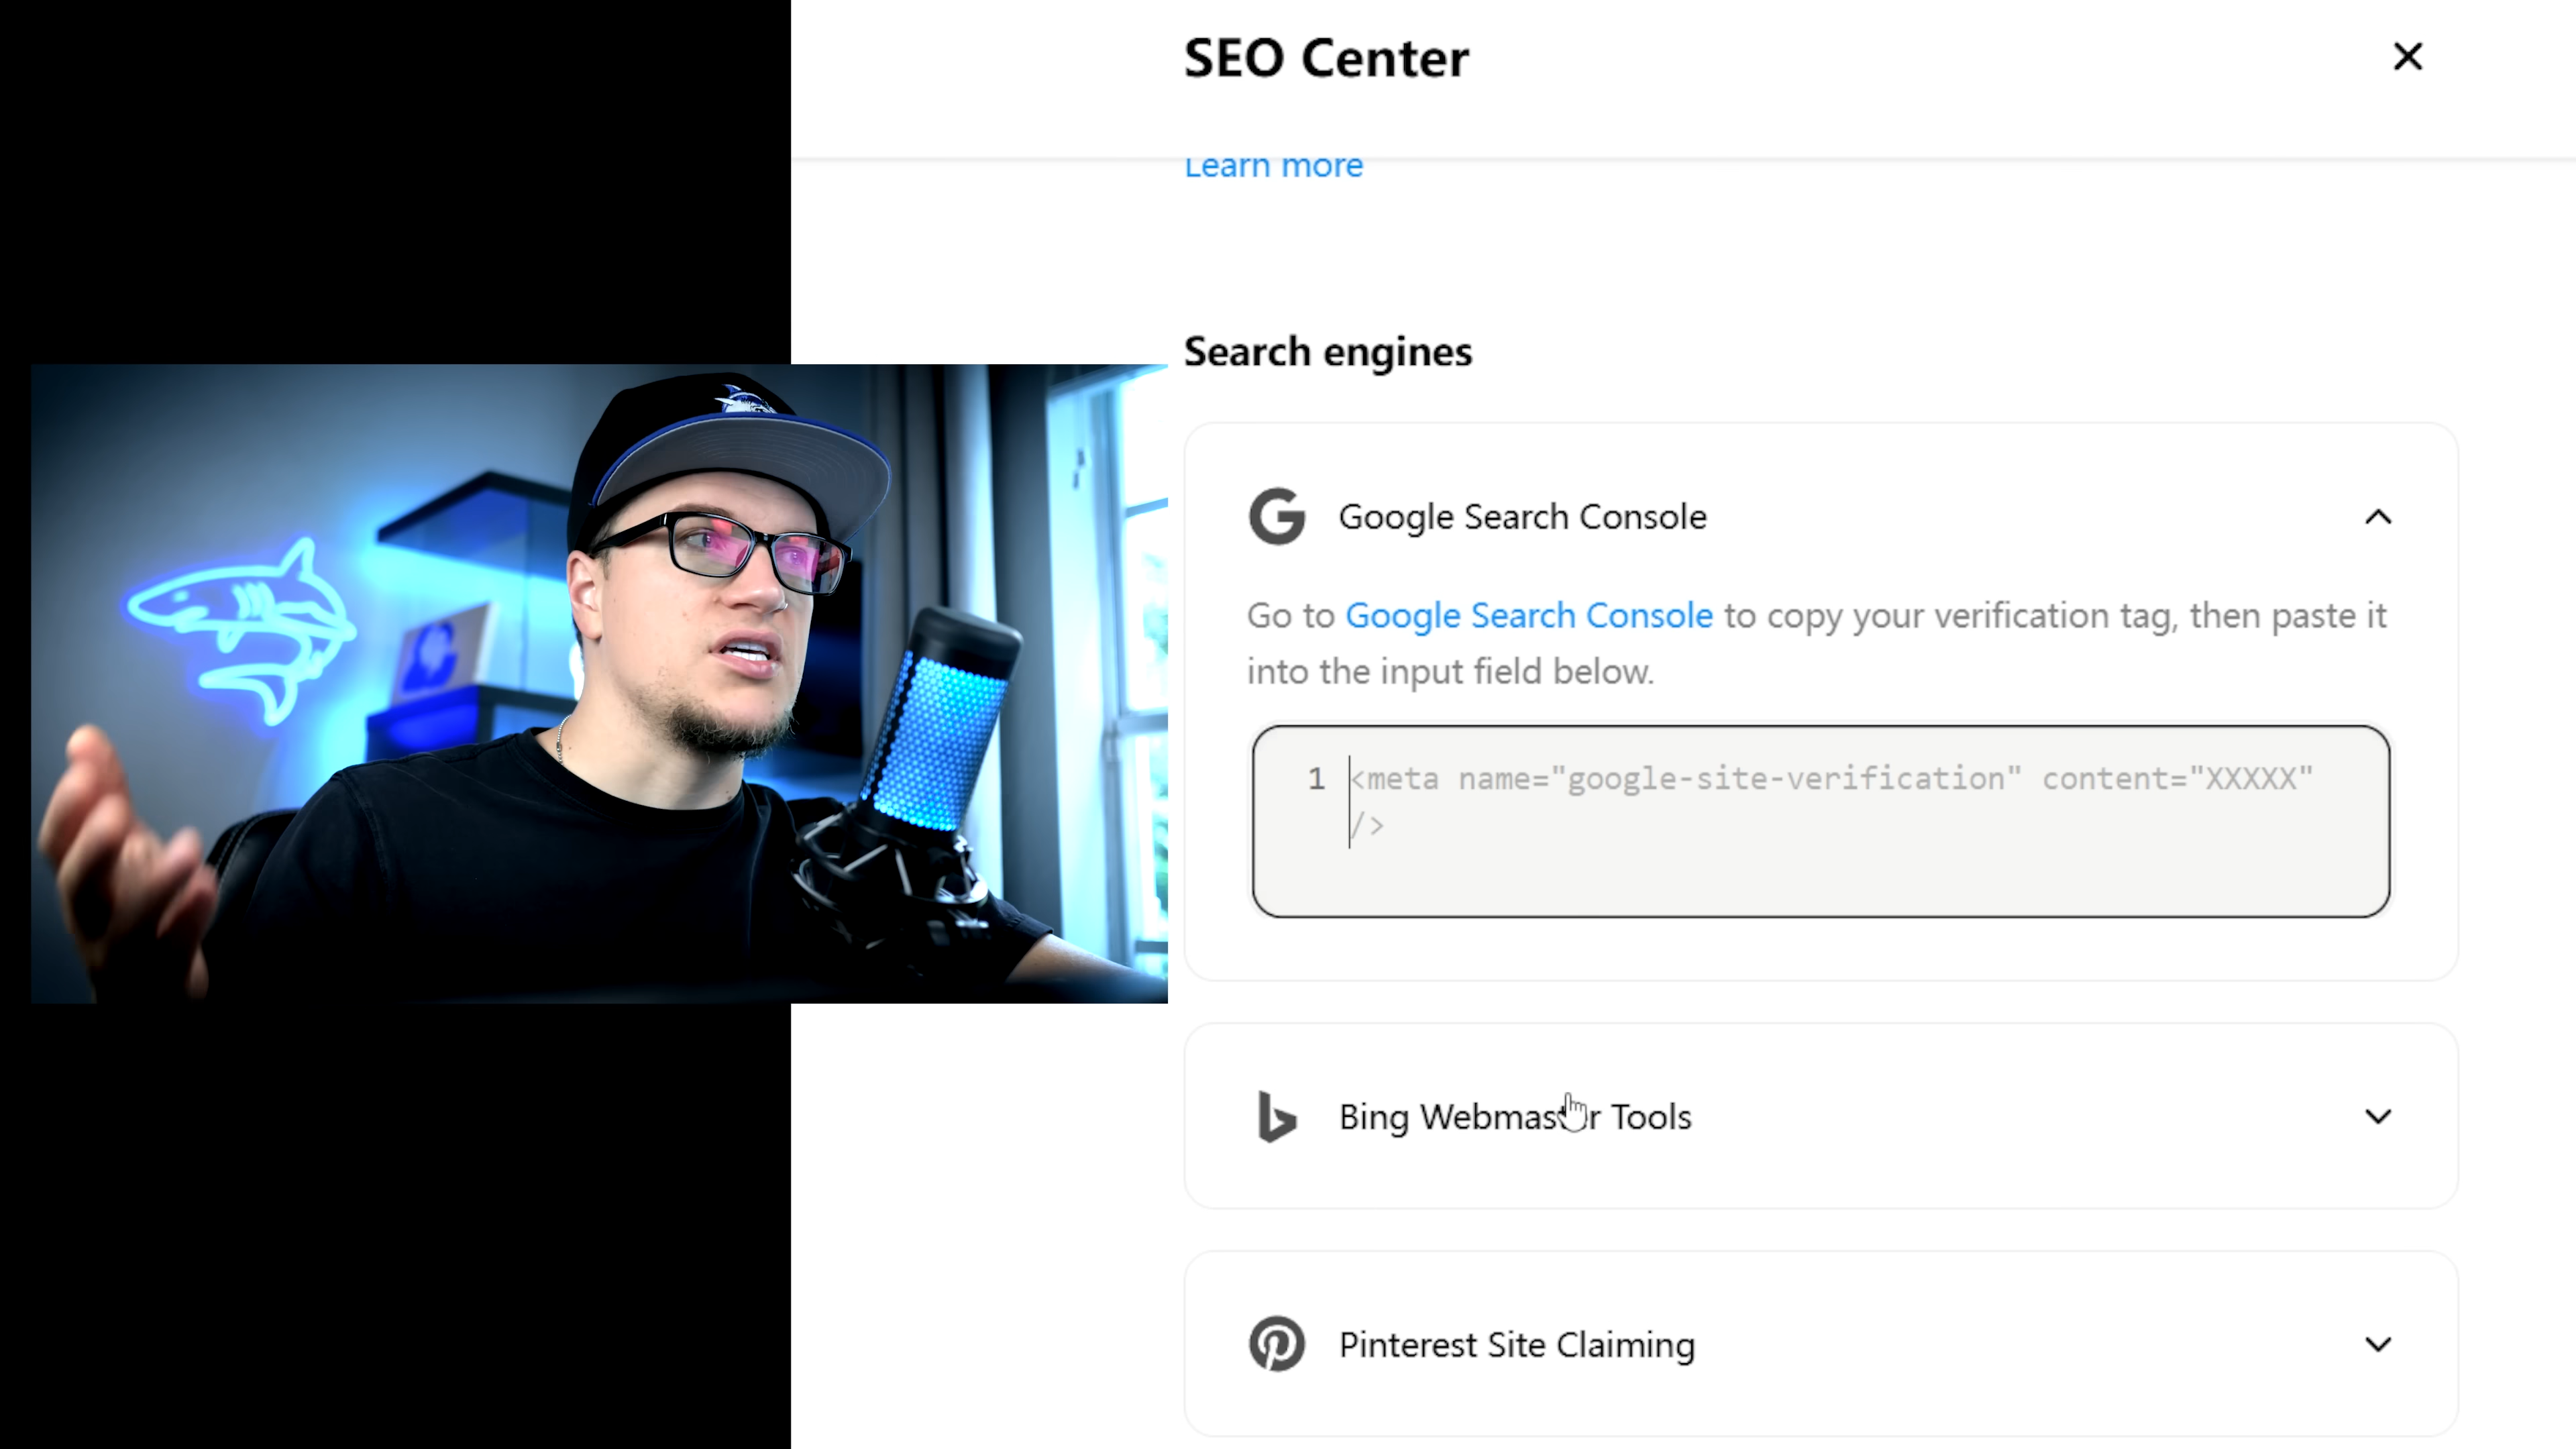 SEO Center
Learn more
Search engines
Google Search Console
Go to Google Search Console to copy your verification tag, then paste it
into the input field below.
1 <meta name="google-site-verification" content="XXXXX"
/>
Bing Webmaster Tools
Pinterest Site Claiming